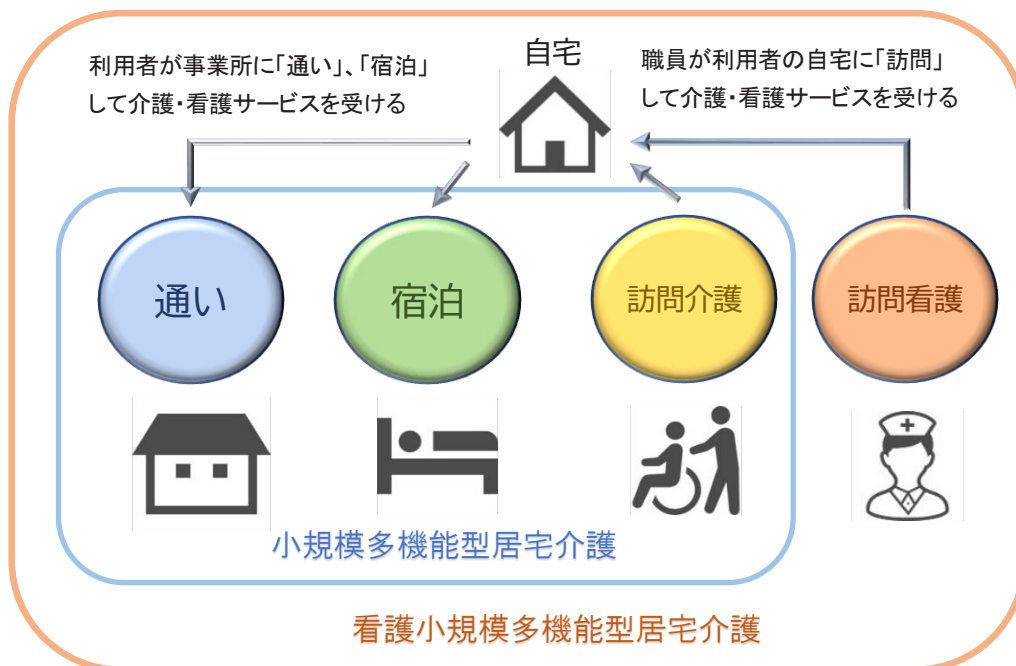 自宅
利用者が事業所に「通い」、「宿泊」
して介護・看護サービスを受ける
職員が利用者の自宅に「訪問」
して介護・看護サービスを受ける
通い
宿泊
訪問介護
訪問看護
小規模多機能型居宅介護
看護小規模多機能型居宅介護